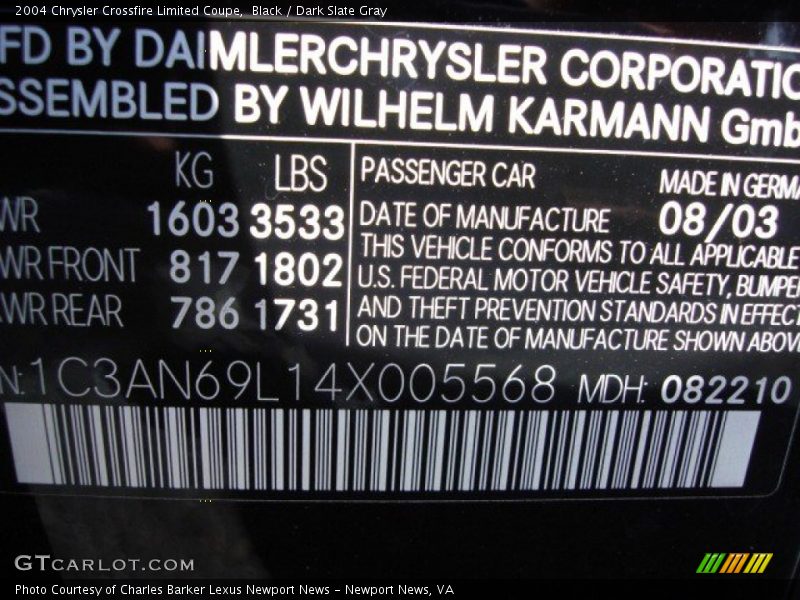 2004 Chrysler Crossfire Limited Coupe,  Black / Dark Slate Gray
FD BY DAIMLERCHRYSLER CORPORATIO
SSEMBLED BY WILHELM KARMANN Gmb
KG LBS
WR 1603 3533
WR FRONT 817 1802
WR REAR 786 1731
PASSENGER CAR MADE IN GERMA
DATE OF MANUFACTURE 08/03
THIS VEHICLE CONFORMS TO ALL APPLICABLE
U.S. FEDERAL MOTOR VEHICLE SAFETY, BUMPE
AND THEFT PREVENTION STANDARDS IN EFFECT
ON THE DATE OF MANUFACTURE SHOWN ABOV
N:1C3AN69L14X005568 MDH: 082210
GTCARLOT.COM
Photo Courtesy of Charles Barker Lexus Newport News - Newport News, VA